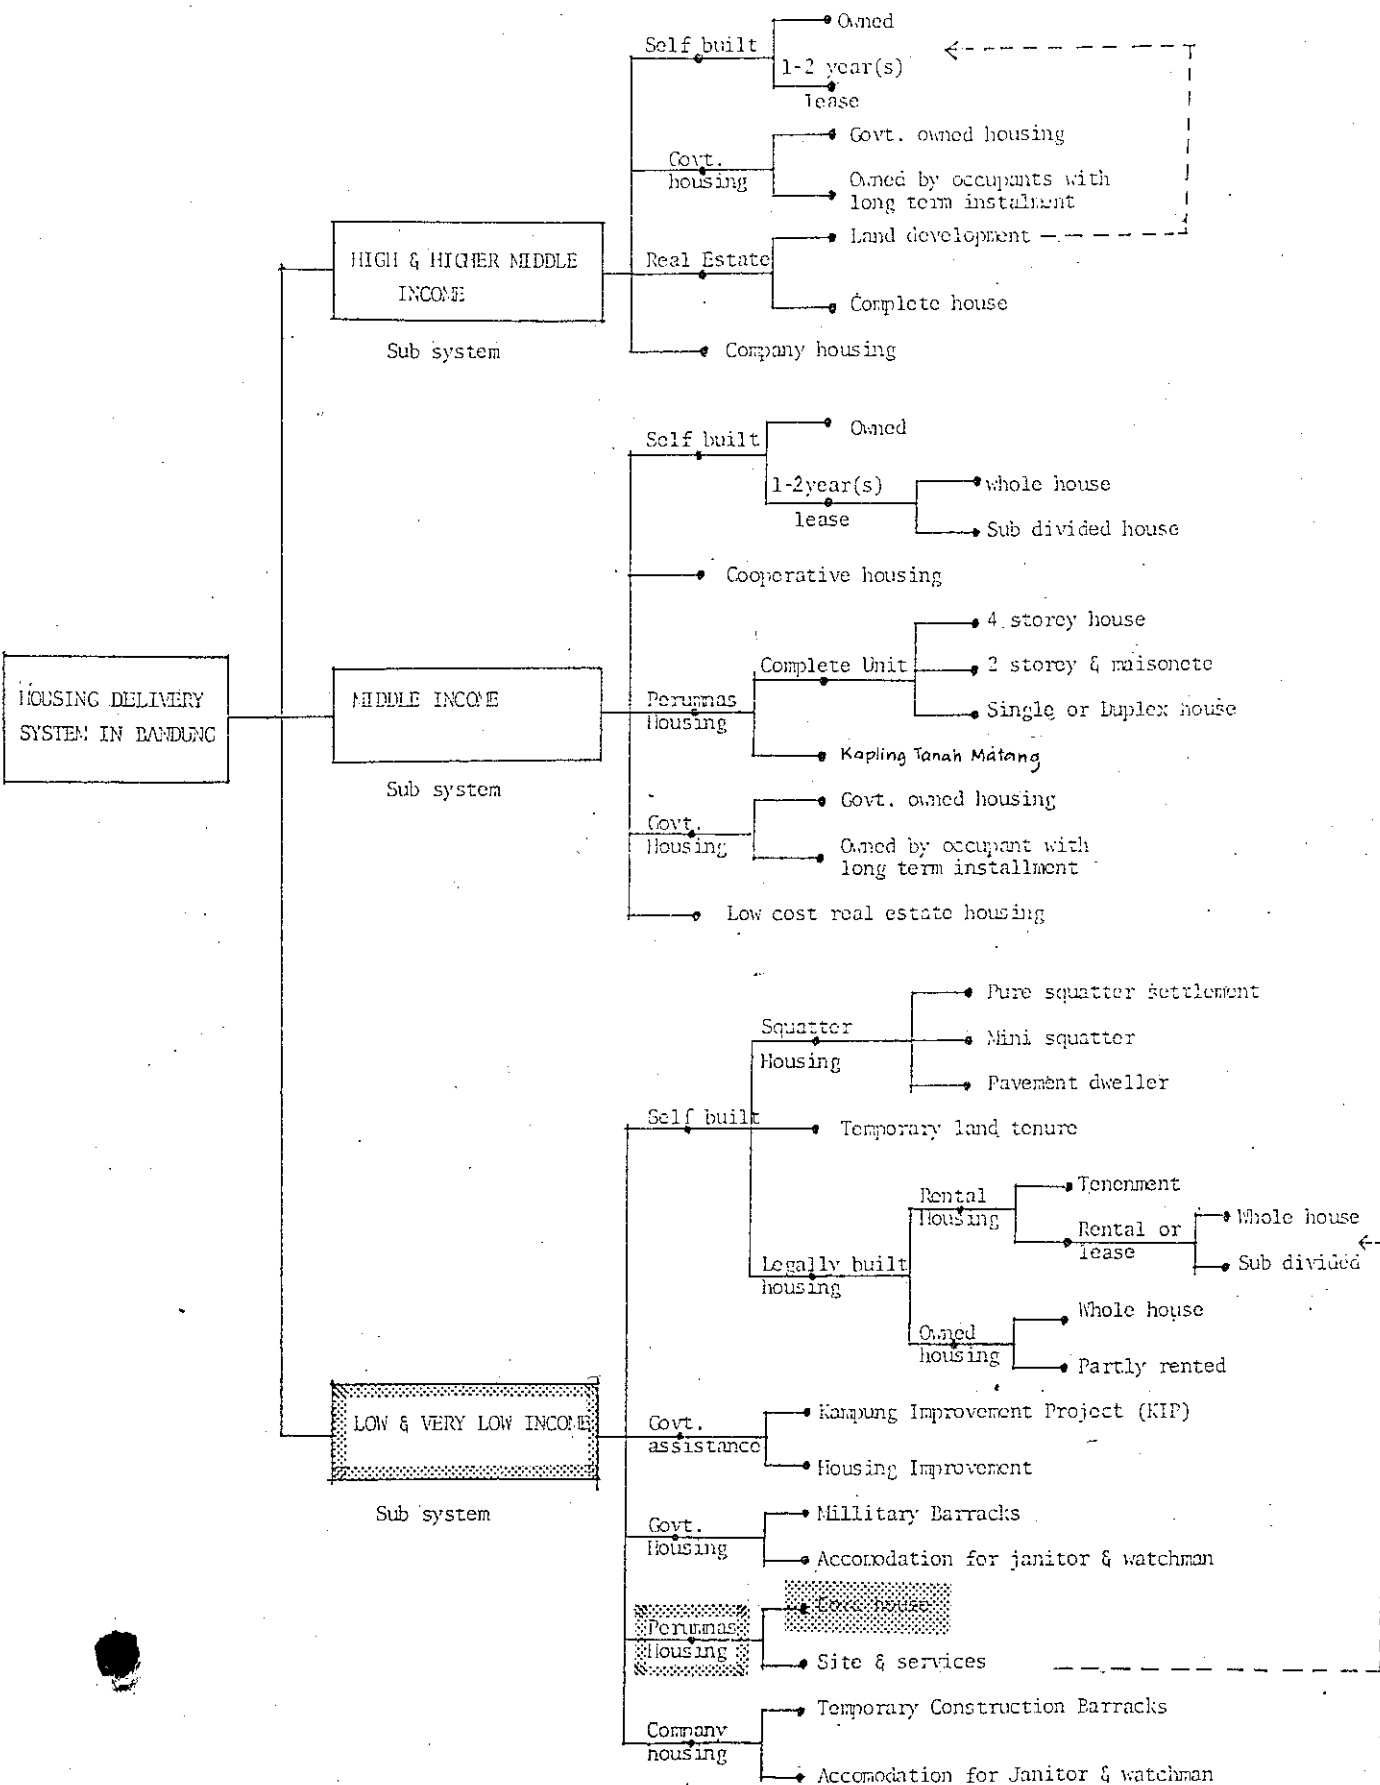 Owned
Self built
1-2 year(s)
lease
Govt. owned housing
Govt.
housing
Owned by occupants with
long term instalment
Land development
HIGH & HIGHER MIDDLE
INCOME
Real Estate
Complete house
Sub system
Company housing
Owned
Self built
1-2year(s)
lease
whole house
Sub divided house
Cooperative housing
4 storey house
Complete Unit
2 storey & maisonete
HOUSING DELIVERY
SYSTEM IN BANDUNG
MIDDLE INCOME
Perumnas
Housing
Single or Duplex house
Kapling Tanah Matang
Sub system
Govt. owned housing
Govt.
Housing
Owned by occupant with
long term installment
Low cost real estate housing
Pure squatter settlement
Squatter
Housing
Mini squatter
Pavement dweller
Self built
Temporary land tenure
Rental
Housing
Tenenment
Rental or
lease
Whole house
Sub divided
Legally built
housing
Whole house
Owned
housing
Partly rented
LOW & VERY LOW INCOME
Govt.
assistance
Kampung Improvement Project (KIP)
Housing Improvement
Sub system
Millitary Barracks
Govt.
Housing
Accomodation for janitor & watchman
Core house
Perumnas
Housing
Site & services
Temporary Construction Barracks
Company
housing
Accomodation for Janitor & watchman